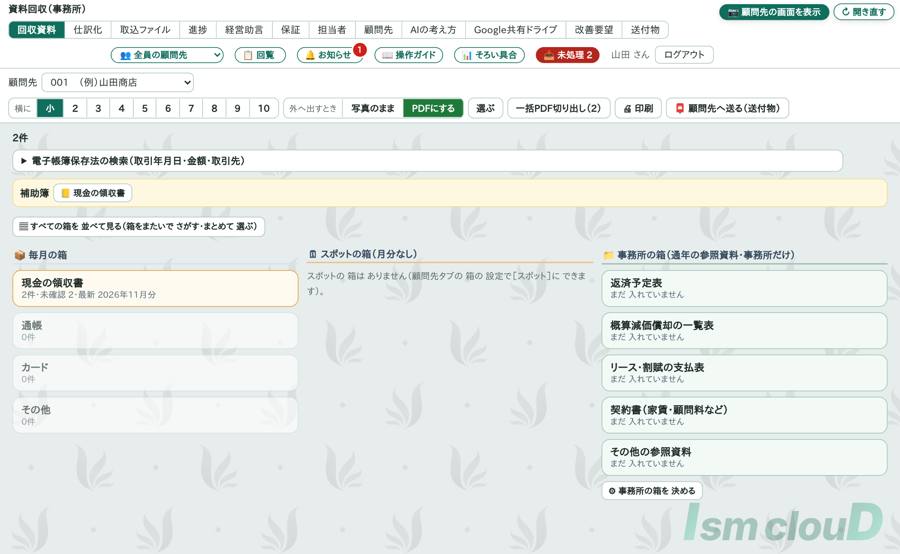 資料回収(事務所)
📷 顧問先の画面を表示
↻ 開き直す
回収資料 仕訳化 取込ファイル 進捗 経営助言 保証 担当者 顧問先 AIの考え方 Google共有ドライブ 改善要望 送付物
👥 全員の顧問先
📋 回覧
🔔 お知らせ 1
📖 操作ガイド
📊 そろい具合
📥 未処理 2
山田 さん
ログアウト
顧問先 001 (例)山田商店
横に 小 2 3 4 5 6 7 8 9 10
外へ出すとき 写真のまま PDFにする
選ぶ
一括PDF切り出し(2)
🖨 印刷
📮 顧問先へ送る(送付物)
2件
▶ 電子帳簿保存法の検索(取引年月日・金額・取引先)
補助簿 📒 現金の領収書
▤ すべての箱を 並べて見る(箱をまたいで さがす・まとめて 選ぶ)
📦 毎月の箱
現金の領収書
2件・未確認 2・最新 2026年11月分
通帳
0件
カード
0件
その他
0件
🗓 スポットの箱(月分なし)
スポットの 箱は ありません(顧問先タブの 箱の 設定で[スポット]に できま
す)。
📁 事務所の箱(通年の参照資料・事務所だけ)
返済予定表
まだ 入れていません
概算減価償却の一覧表
まだ 入れていません
リース・割賦の支払表
まだ 入れていません
契約書(家賃・顧問料など)
まだ 入れていません
その他の参照資料
まだ 入れていません
⚙ 事務所の箱を 決める
Ism clouD